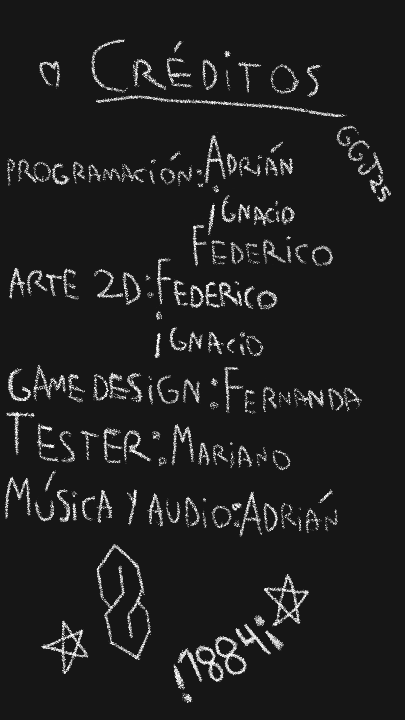 CRÉDiTOS
GGJ25
PROGRAMACiÓN: ADRiÁN
iGNACiO
FEDERiCO
ARTE 2D: FEDERiCO
iGNACiO
GAME DESiGN: FERNANDA
TESTER: MARiANO
MÚSiCA Y AUDiO: ADRiÁN
¡1884!